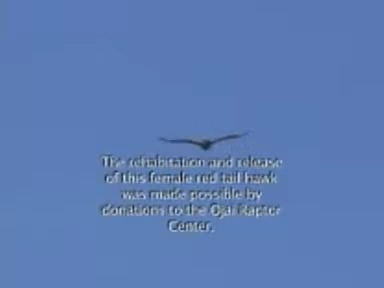 The rehabitation and release
of this female red tail hawk
was made possible by
donations to the Ojai Raptor
Center.